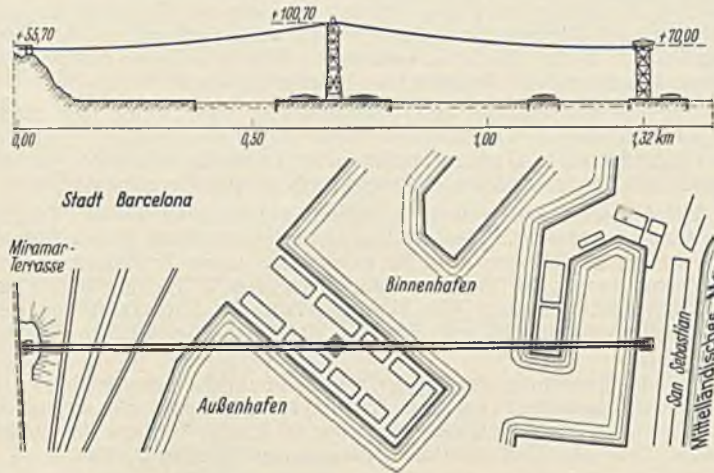 +55,70
+100,70
+70,00
0,00
0,50
1,00
1,32 km
Stadt Barcelona
Miramar-
Terrasse
Binnenhafen
Außenhafen
San Sebastian
Mittelländisches